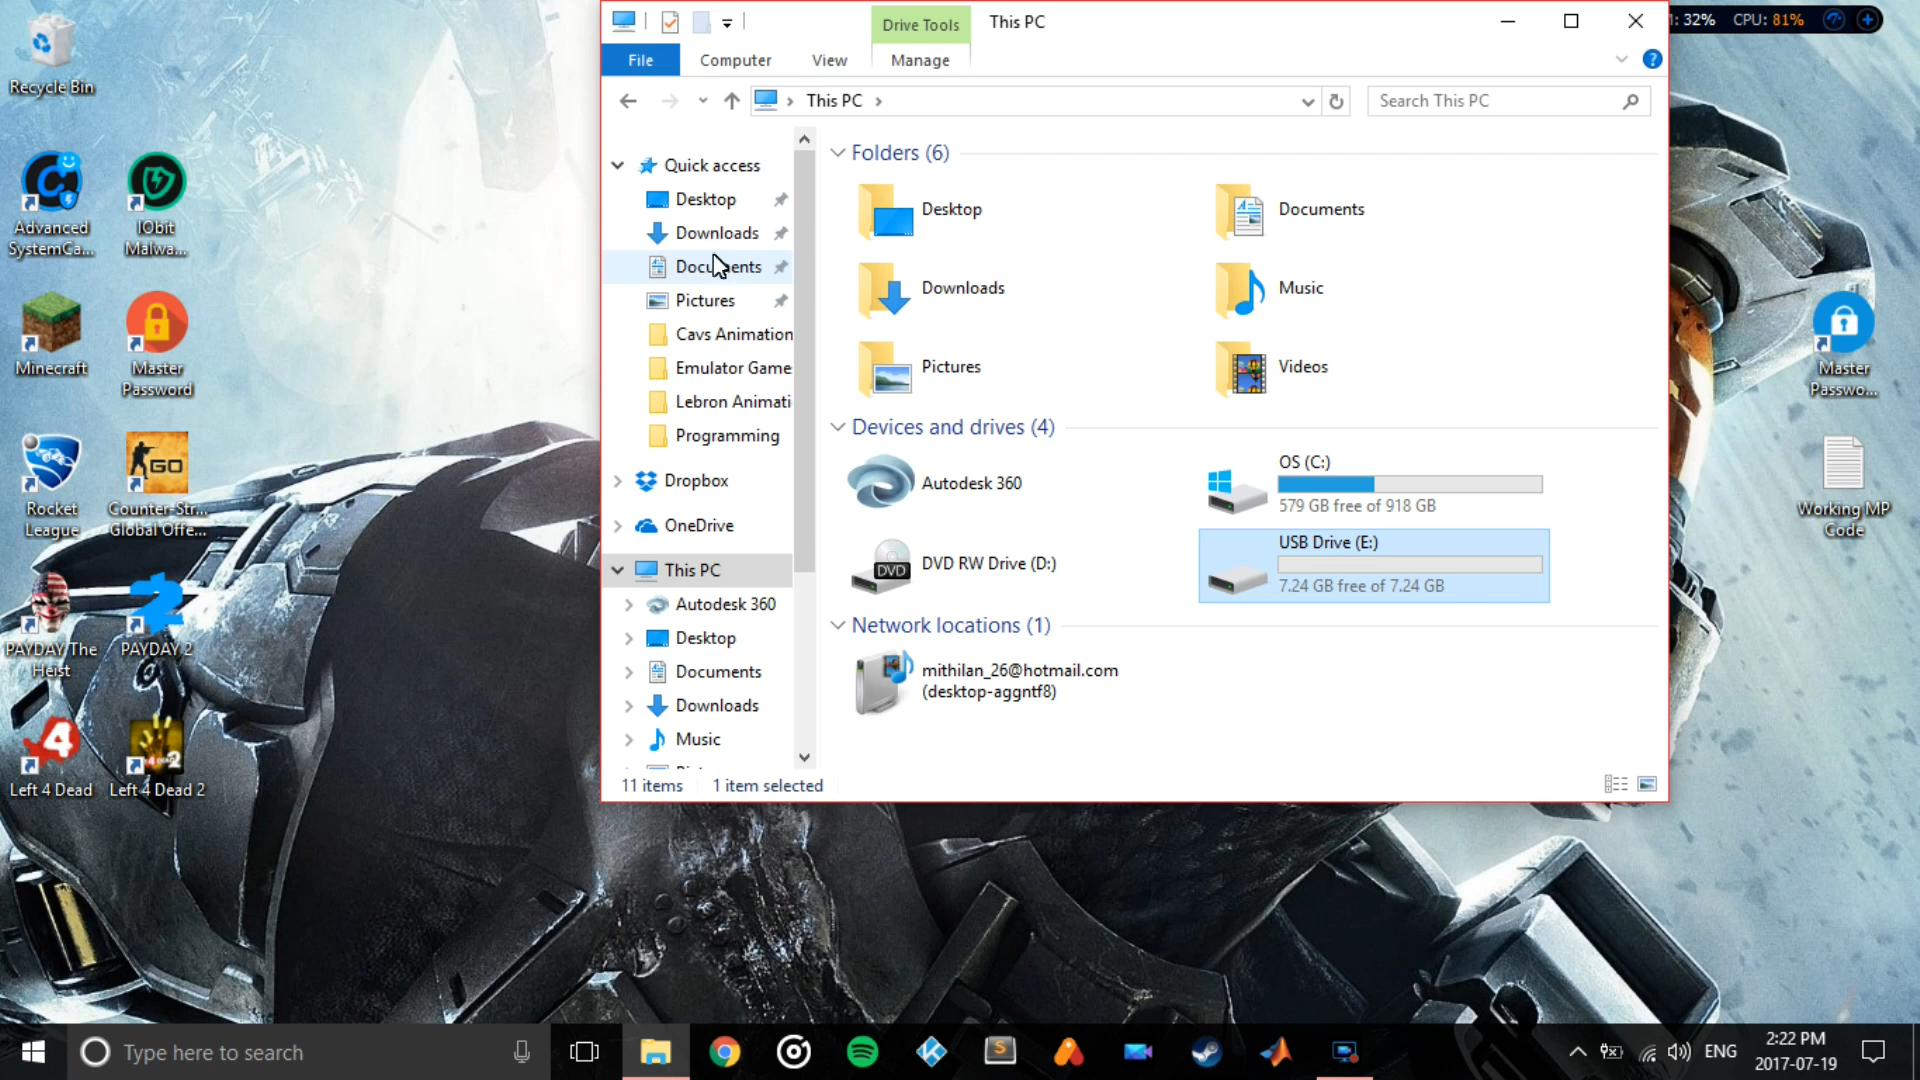 Recycle Bin
Advanced
SystemCa...
IObit
Malwa...
Minecraft
Master
Password
Rocket
League
GO
Counter-Str...
Global Offe...
PAYDAY The
Heist
PAYDAY 2
Left 4 Dead
Left 4 Dead 2
Drive Tools
This PC
File
Computer
View
Manage
This PC
Search This PC
Quick access
Desktop
Downloads
Documents
Pictures
Cavs Animation
Emulator Game
Lebron Animati
Programming
Dropbox
OneDrive
This PC
Autodesk 360
Desktop
Documents
Downloads
Music
Folders (6)
Desktop
Documents
Downloads
Music
Pictures
Videos
Devices and drives (4)
Autodesk 360
OS (C:)
579 GB free of 918 GB
DVD
DVD RW Drive (D:)
USB Drive (E:)
7.24 GB free of 7.24 GB
Network locations (1)
mithilan_26@hotmail.com
(desktop-aggntf8)
11 items
1 item selected
: 32% CPU: 81%
Master
Passwo...
Working MP
Code
Type here to search
ENG
2:22 PM
2017-07-19